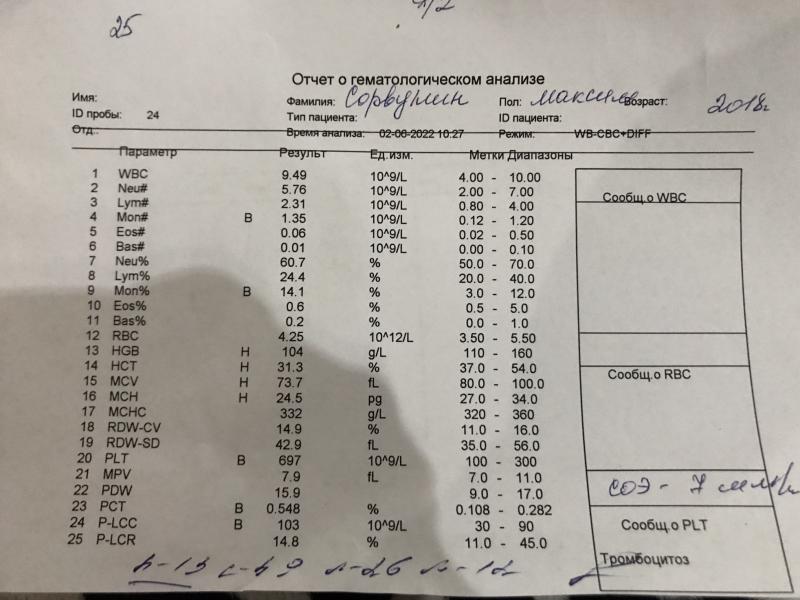 25
Отчет о гематологическом анализе
Имя: Фамилия: Сорвулин Пол: Максим Возраст: 2018г
ID пробы: 24 Тип пациента: ID пациента:
Отд.: Время анализа: 02-06-2022 10:27 Режим: WB-CBC+DIFF
Параметр Результ Ед.изм. Метки Диапазоны
1 WBC 9.49 10^9/L 4.00 - 10.00
2 Neu# 5.76 10^9/L 2.00 - 7.00
3 Lym# 2.31 10^9/L 0.80 - 4.00
4 Mon# В 1.35 10^9/L 0.12 - 1.20
5 Eos# 0.06 10^9/L 0.02 - 0.50
6 Bas# 0.01 10^9/L 0.00 - 0.10
7 Neu% 60.7 % 50.0 - 70.0
8 Lym% 24.4 % 20.0 - 40.0
9 Mon% В 14.1 % 3.0 - 12.0
10 Eos% 0.6 % 0.5 - 5.0
11 Bas% 0.2 % 0.0 - 1.0
12 RBC 4.25 10^12/L 3.50 - 5.50
13 HGB Н 104 g/L 110 - 160
14 HCT Н 31.3 % 37.0 - 54.0
15 MCV Н 73.7 fL 80.0 - 100.0
16 MCH Н 24.5 pg 27.0 - 34.0
17 MCHC 332 g/L 320 - 360
18 RDW-CV 14.9 % 11.0 - 16.0
19 RDW-SD 42.9 fL 35.0 - 56.0
20 PLT В 697 10^9/L 100 - 300
21 MPV 7.9 fL 7.0 - 11.0
22 PDW 15.9 9.0 - 17.0
23 PCT В 0.548 % 0.108 - 0.282
24 P-LCC В 103 10^9/L 30 - 90
25 P-LCR 14.8 % 11.0 - 45.0
Сообщ.о WBC
Сообщ.о RBC
СОЭ - 7 мм/ч
Сообщ.о PLT
Тромбоцитоз
п-13 с-49 л-26 м-12